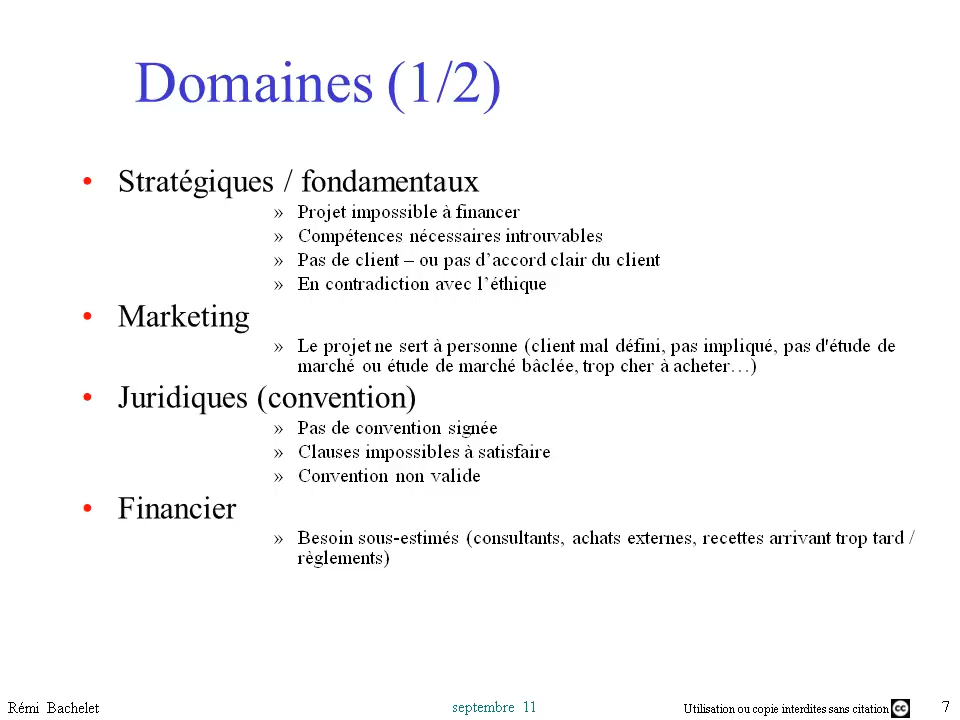 Domaines (1/2)
• Stratégiques / fondamentaux
» Projet impossible à financer
» Compétences nécessaires introuvables
» Pas de client – ou pas d’accord clair du client
» En contradiction avec l’éthique
• Marketing
» Le projet ne sert à personne (client mal défini, pas impliqué, pas d'étude de
marché ou étude de marché bâclée, trop cher à acheter…)
• Juridiques (convention)
» Pas de convention signée
» Clauses impossibles à satisfaire
» Convention non valide
• Financier
» Besoin sous-estimés (consultants, achats externes, recettes arrivant trop tard /
règlements)
Rémi Bachelet
septembre 11
Utilisation ou copie interdites sans citation
cc
7